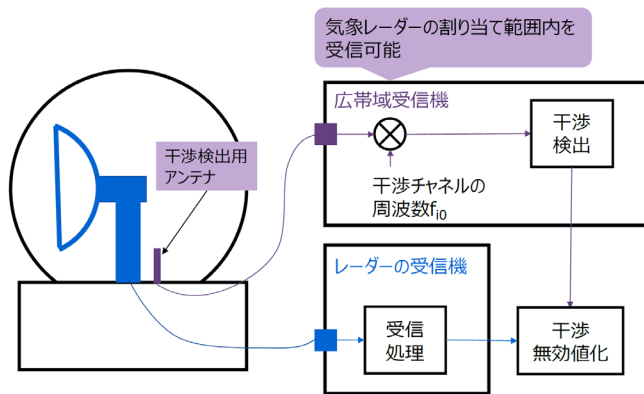 気象レーダーの割り当て範囲内を
受信可能
広帯域受信機
干渉
検出
干渉検出用
アンテナ
干渉チャネルの
周波数fi0
レーダーの受信機
受信
処理
干渉
無効値化